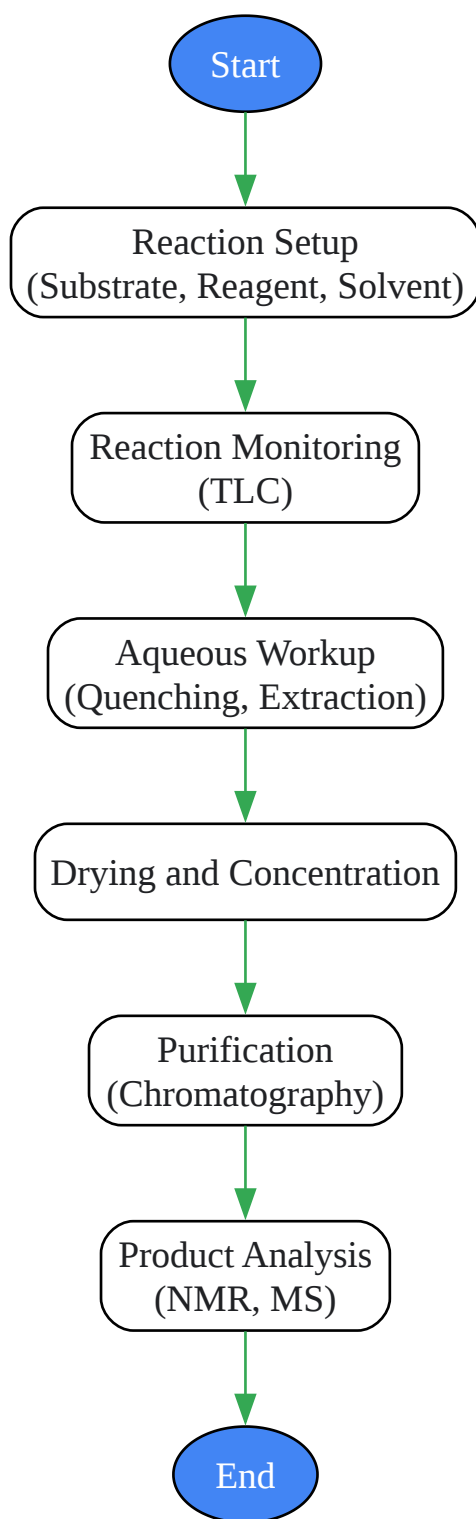 Start
Reaction Setup
(Substrate, Reagent, Solvent)
Reaction Monitoring
(TLC)
Aqueous Workup
(Quenching, Extraction)
Drying and Concentration
Purification
(Chromatography)
Product Analysis
(NMR, MS)
End